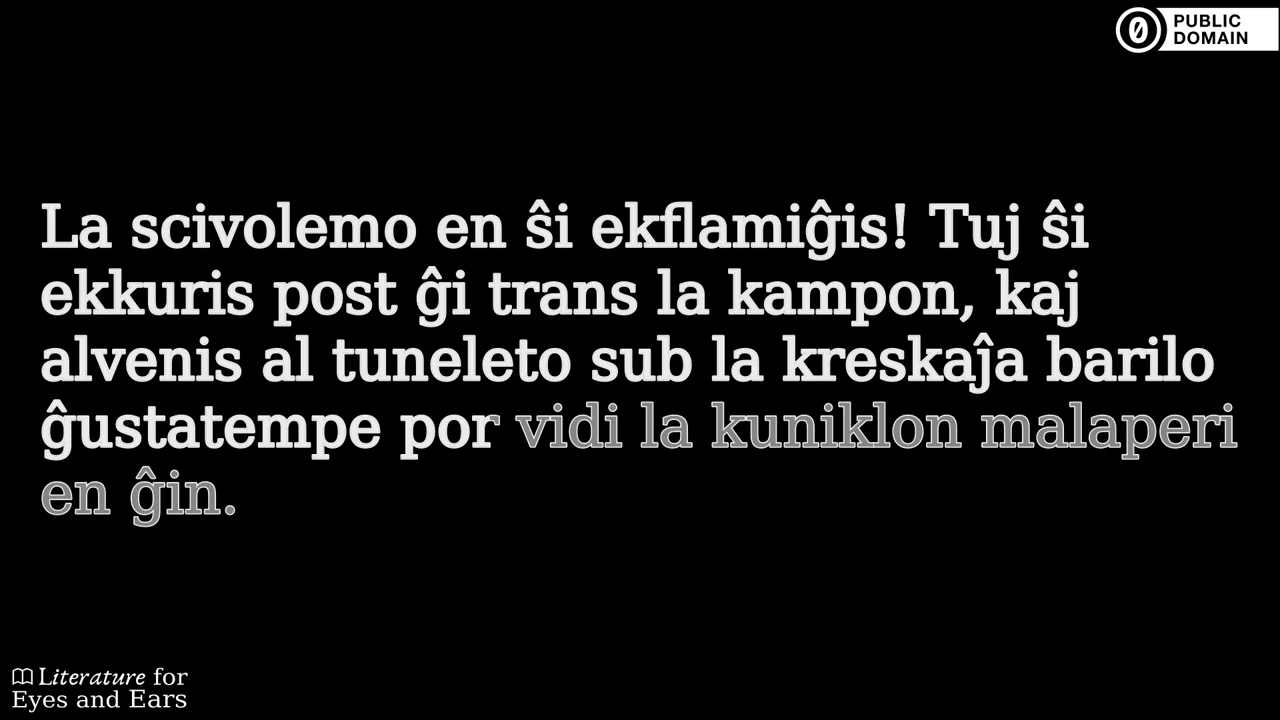 PUBLIC
DOMAIN
La scivolemo en ŝi ekflamiĝis! Tuj ŝi
ekkuris post ĝi trans la kampon, kaj
alvenis al tuneleto sub la kreskaĵa barilo
ĝustatempe por vidi la kuniklon malaperi
en ĝin.
Literature for
Eyes and Ears